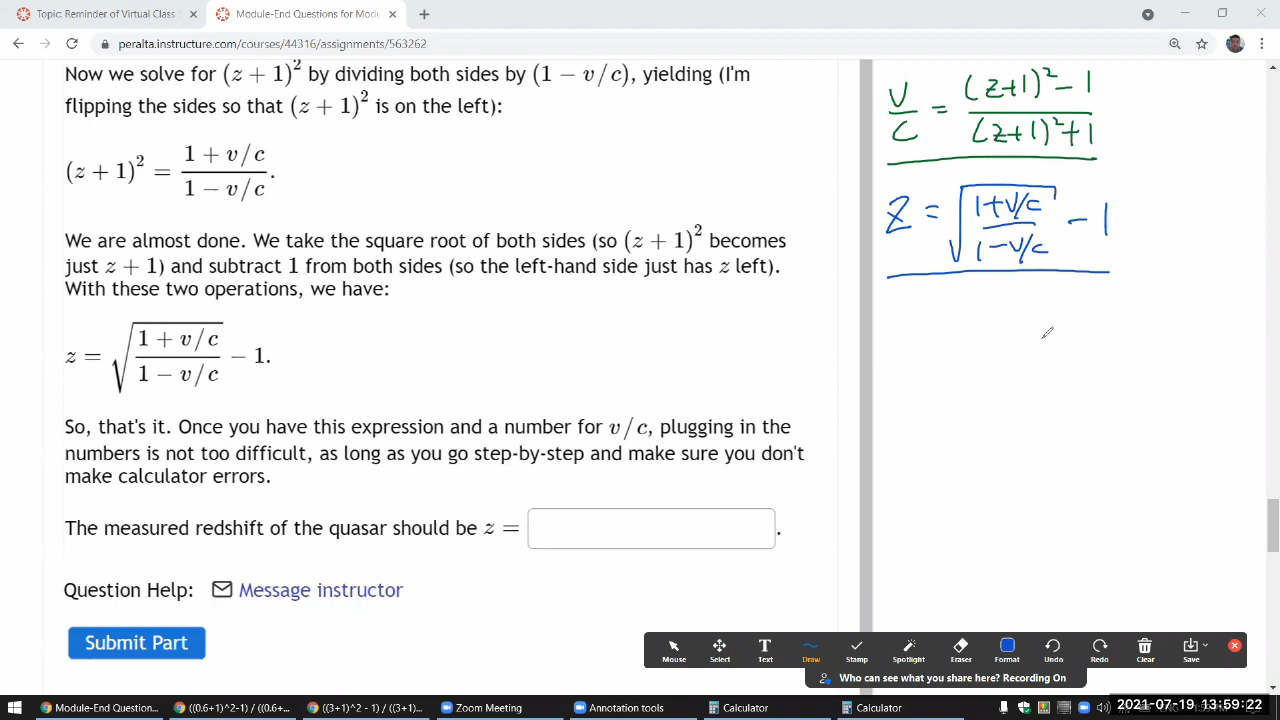 Topic: Reminder of Virtual Class
Module-End Questions for Mod
peralta.instructure.com/courses/44316/assignments/563262
Now we solve for (z + 1)² by dividing both sides by (1 − v/c), yielding (I'm
flipping the sides so that (z + 1)² is on the left):
(z + 1)² = (1 + v/c)/(1 − v/c).
We are almost done. We take the square root of both sides (so (z + 1)² becomes
just z + 1) and subtract 1 from both sides (so the left-hand side just has z left).
With these two operations, we have:
z = √((1 + v/c)/(1 − v/c)) − 1.
So, that's it. Once you have this expression and a number for v/c, plugging in the
numbers is not too difficult, as long as you go step-by-step and make sure you don't
make calculator errors.
The measured redshift of the quasar should be z = .
Question Help: Message instructor
Submit Part
V/C = ((z+1)² − 1)/((z+1)² + 1)
Z = √((1+V/C)/(1−V/C)) − 1
Mouse Select Text Draw Stamp Spotlight Eraser Format Undo Redo Clear Save
Who can see what you share here? Recording On
Module-End Question... ((0.6+1)^2-1) / ((0.6+... ((3+1)^2 - 1) / ((3+1)... Zoom Meeting Annotation tools Calculator Calculator
2021-07-19 13:59:22